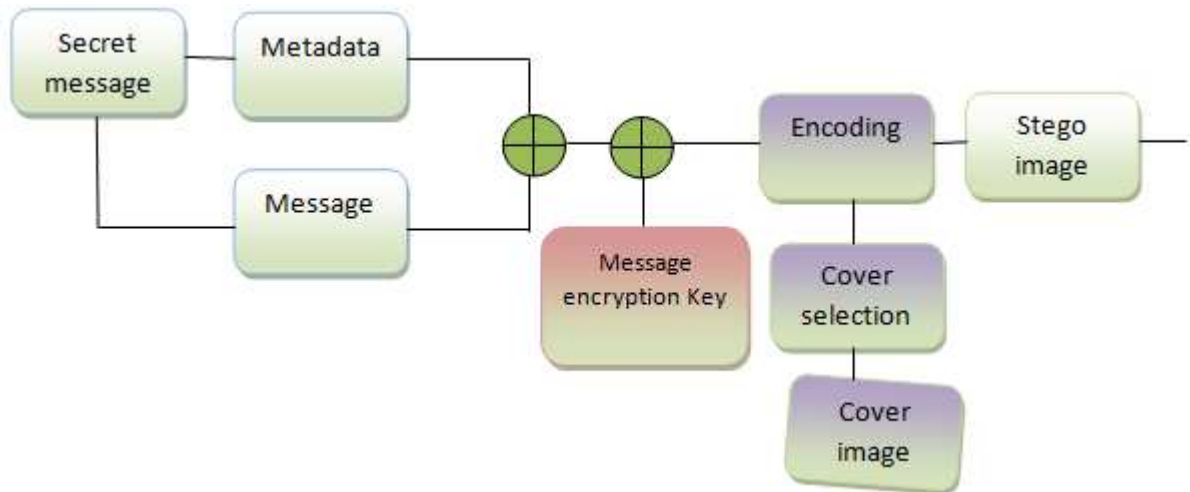 Secret
message
Metadata
Message
Message
encryption Key
Encoding
Stego
image
Cover
selection
Cover
image